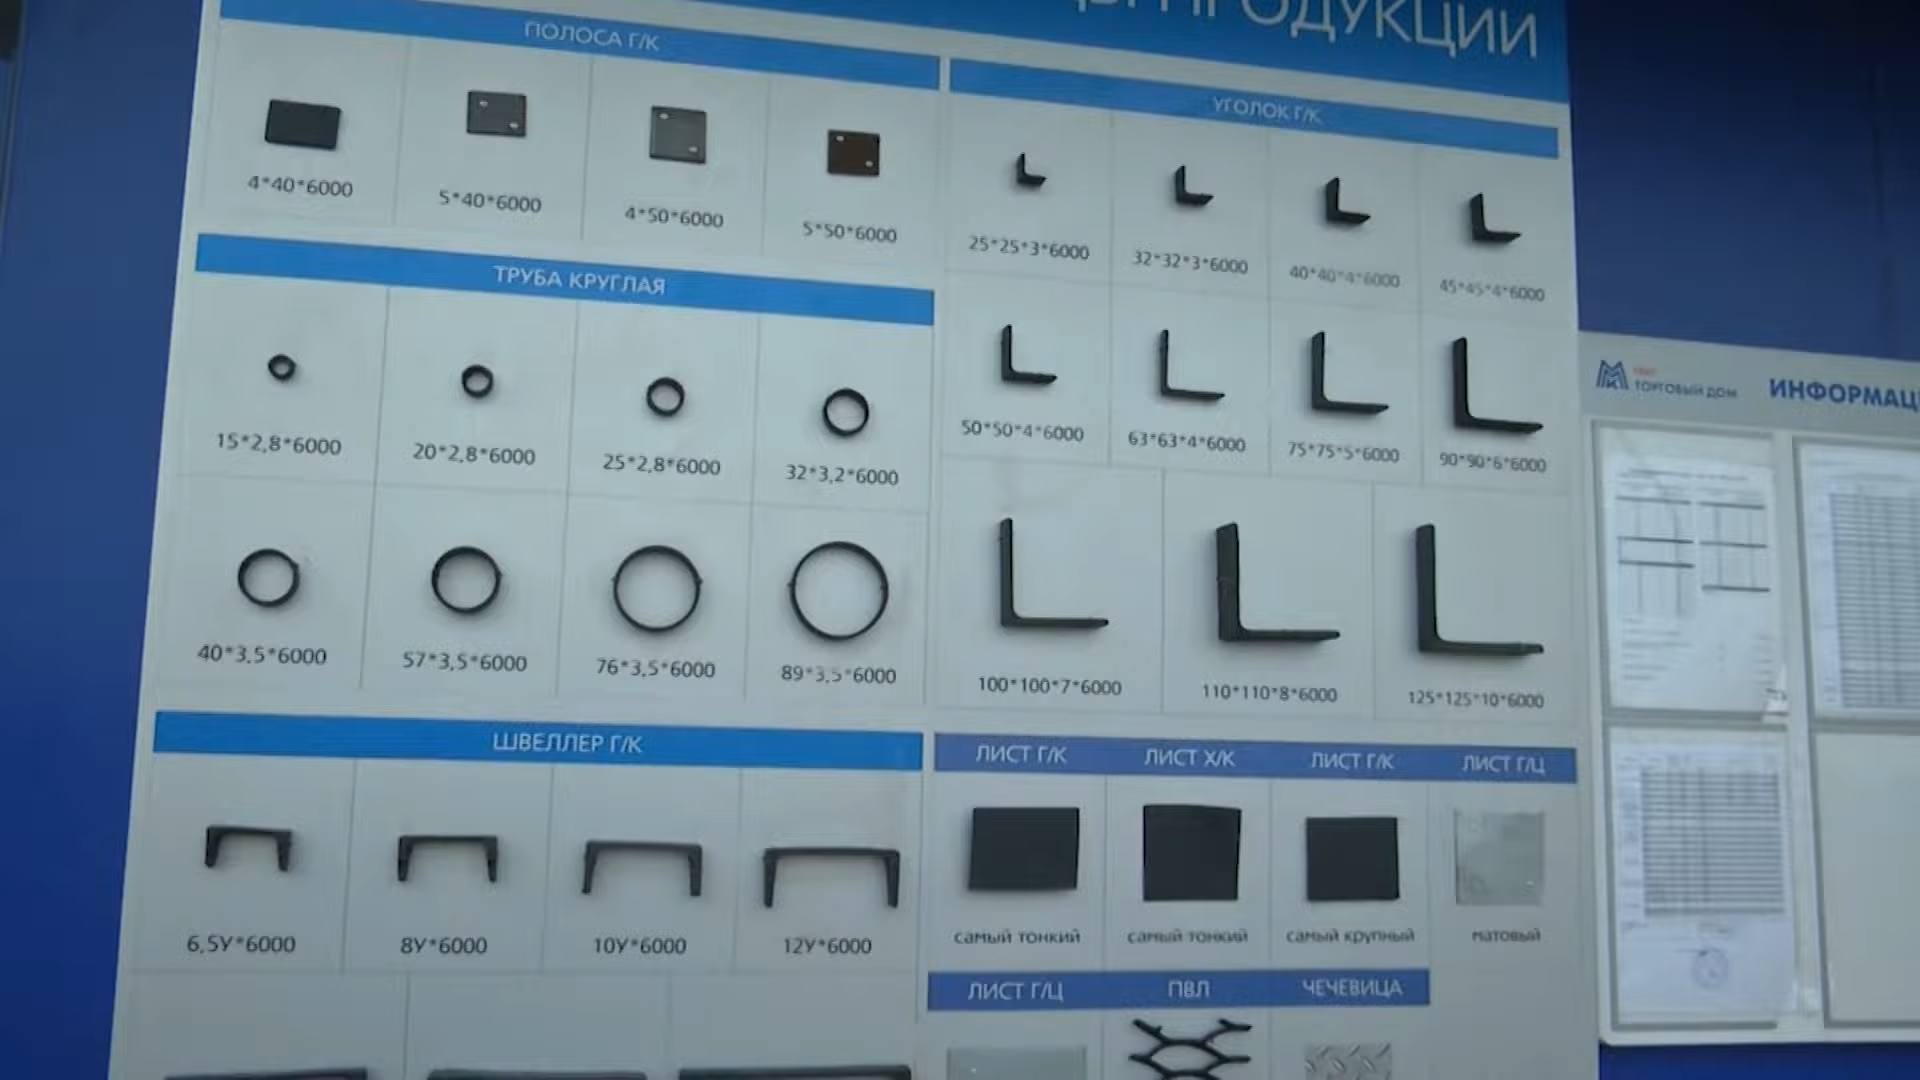 ПРОДУКЦИИ
ПОЛОСА Г/К
4*40*6000
5*40*6000
4*50*6000
5*50*6000
ТРУБА КРУГЛАЯ
15*2,8*6000
20*2,8*6000
25*2,8*6000
32*3,2*6000
40*3,5*6000
57*3,5*6000
76*3,5*6000
89*3,5*6000
ШВЕЛЛЕР Г/К
6,5У*6000
8У*6000
10У*6000
12У*6000
УГОЛОК Г/К
25*25*3*6000
32*32*3*6000
40*40*4*6000
45*45*4*6000
50*50*4*6000
63*63*4*6000
75*75*5*6000
90*90*6*6000
100*100*7*6000
110*110*8*6000
125*125*10*6000
ЛИСТ Г/К
ЛИСТ Х/К
ЛИСТ Г/К
ЛИСТ Г/Ц
самый тонкий
самый тонкий
самый крупный
матовый
ЛИСТ Г/Ц
ПВЛ
ЧЕЧЕВИЦА
ММК
ТОРГОВЫЙ ДОМ
ИНФОРМАЦ